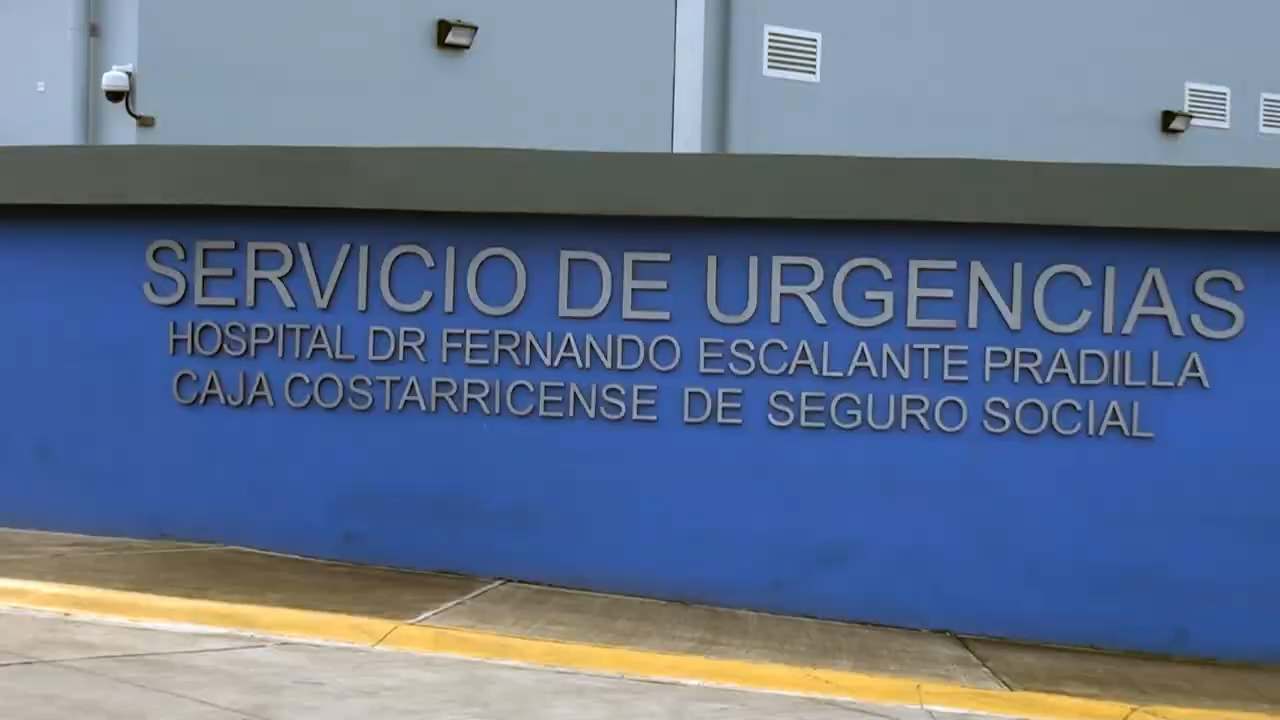 SERVICIO DE URGENCIAS
HOSPITAL DR FERNANDO ESCALANTE PRADILLA
CAJA COSTARRICENSE DE SEGURO SOCIAL